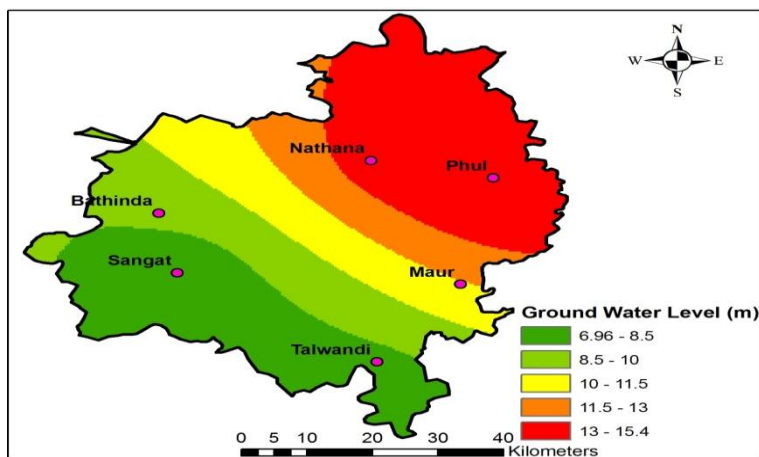 N
W E
S
Nathana
Phul
Bathinda
Sangat
Maur
Talwandi
Ground Water Level (m)
6.96 - 8.5
8.5 - 10
10 - 11.5
11.5 - 13
13 - 15.4
0 5 10 20 30 40
Kilometers